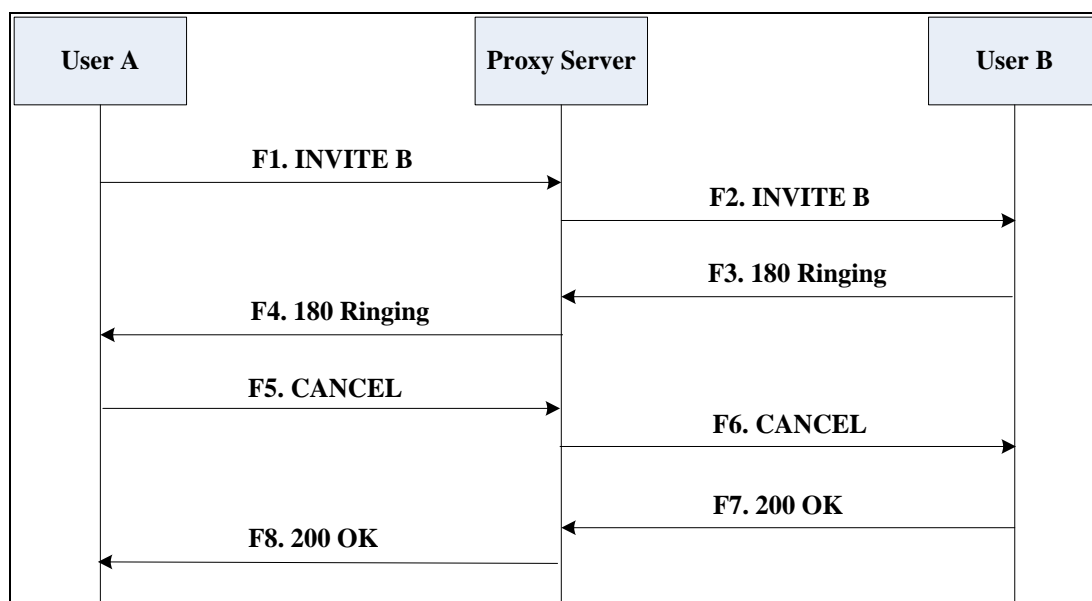 User A
Proxy Server
User B
F1. INVITE B
F2. INVITE B
F3. 180 Ringing
F4. 180 Ringing
F5. CANCEL
F6. CANCEL
F7. 200 OK
F8. 200 OK